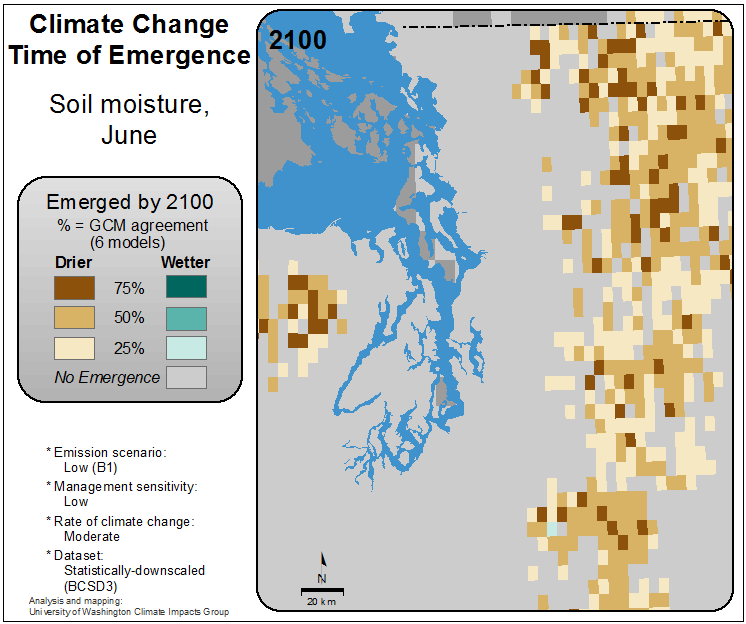 Climate Change
Time of Emergence
Soil moisture,
June
Emerged by 2100
% = GCM agreement
(6 models)
Drier Wetter
75%
50%
25%
No Emergence
* Emission scenario:
Low (B1)
* Management sensitivity:
Low
* Rate of climate change:
Moderate
* Dataset:
Statistically-downscaled
(BCSD3)
Analysis and mapping:
University of Washington Climate Impacts Group
2100
N
20 km